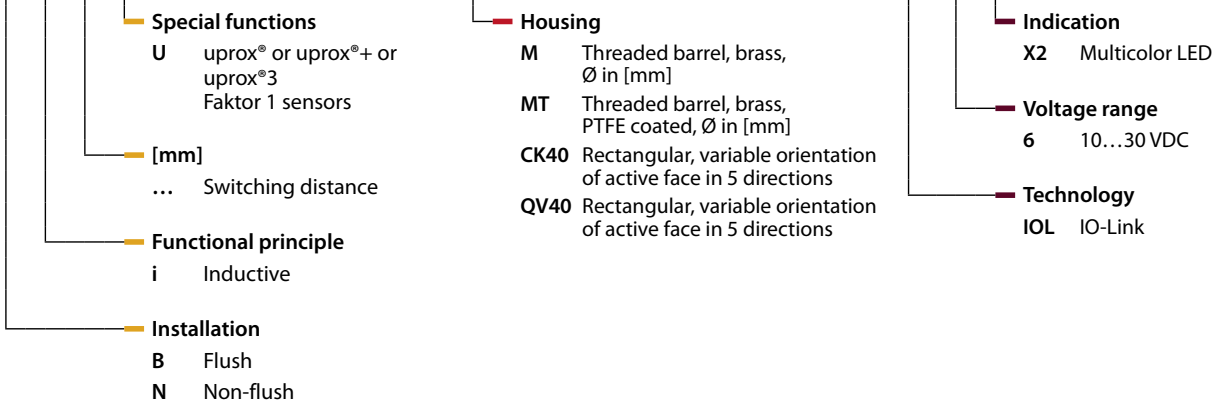 Special functions
U uprox® or uprox®+ or
uprox®3
Faktor 1 sensors
[mm]
… Switching distance
Functional principle
i Inductive
Installation
B Flush
N Non-flush
Housing
M Threaded barrel, brass,
Ø in [mm]
MT Threaded barrel, brass,
PTFE coated, Ø in [mm]
CK40 Rectangular, variable orientation
of active face in 5 directions
QV40 Rectangular, variable orientation
of active face in 5 directions
Indication
X2 Multicolor LED
Voltage range
6 10…30 VDC
Technology
IOL IO-Link